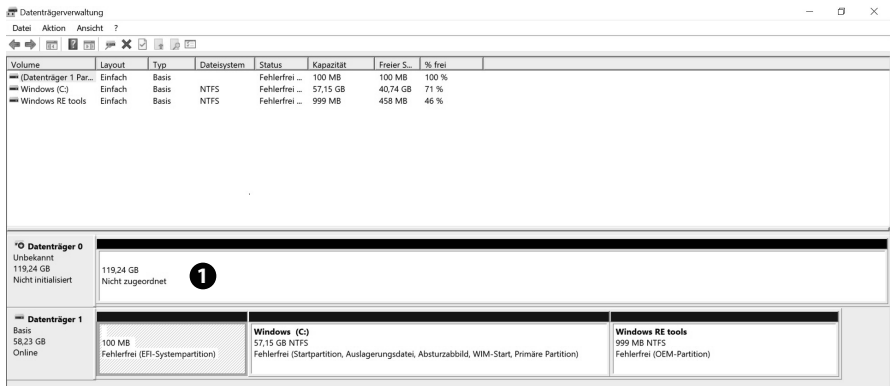 Datenträgerverwaltung
Datei Aktion Ansicht ?
Volume Layout Typ Dateisystem Status Kapazität Freier S... % frei
(Datenträger 1 Par... Einfach Basis Fehlerfrei ... 100 MB 100 MB 100 %
Windows (C:) Einfach Basis NTFS Fehlerfrei ... 57,15 GB 40,74 GB 71 %
Windows RE tools Einfach Basis NTFS Fehlerfrei ... 999 MB 458 MB 46 %
Datenträger 0
Unbekannt
119,24 GB
Nicht initialisiert
119,24 GB
Nicht zugeordnet
1
Datenträger 1
Basis
58,23 GB
Online
100 MB
Fehlerfrei (EFI-Systempartition)
Windows (C:)
57,15 GB NTFS
Fehlerfrei (Startpartition, Auslagerungsdatei, Absturzabbild, WIM-Start, Primäre Partition)
Windows RE tools
999 MB NTFS
Fehlerfrei (OEM-Partition)